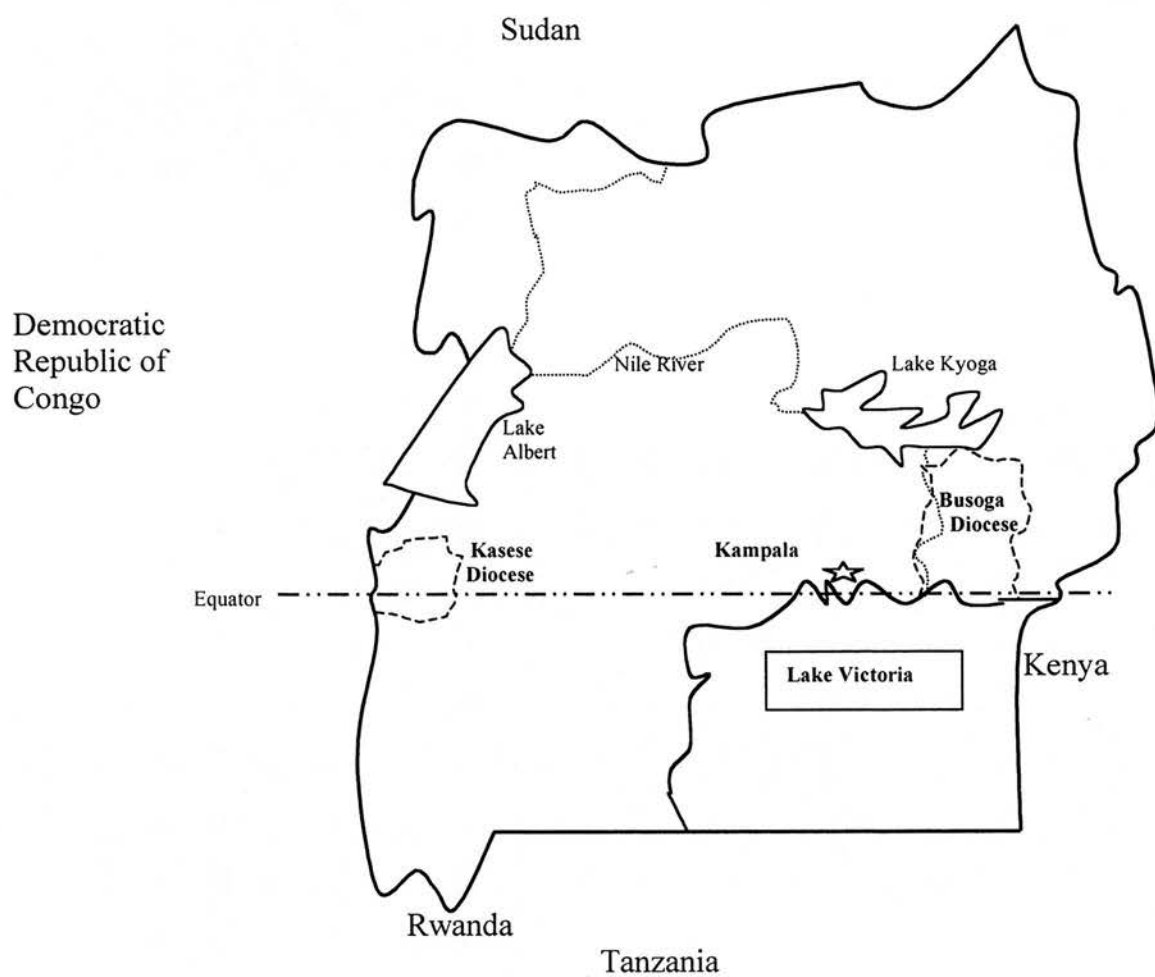 Sudan
Democratic
Republic of
Congo
Nile River
Lake Kyoga
Lake
Albert
Busoga
Diocese
Kasese
Diocese
Kampala
Equator
Lake Victoria
Kenya
Rwanda
Tanzania